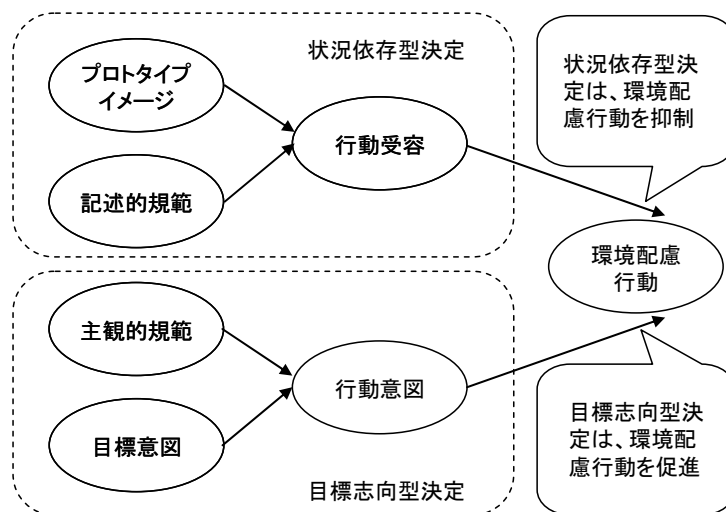 状況依存型決定
プロトタイプ
イメージ
行動受容
記述的規範
状況依存型決
定は、環境配
慮行動を抑制
環境配慮
行動
主観的規範
行動意図
目標意図
目標志向型決定
目標志向型決
定は、環境配
慮行動を促進